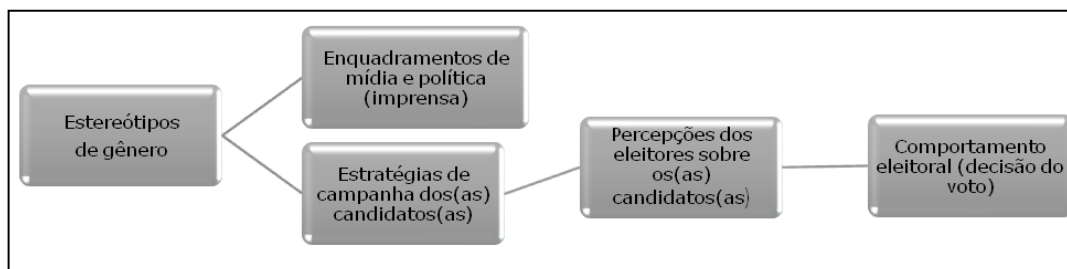 Estereótipos
de gênero
Enquadramentos de
mídia e política
(imprensa)
Estratégias de
campanha dos(as)
candidatos(as)
Percepções dos
eleitores sobre
os(as)
candidatos(as)
Comportamento
eleitoral (decisão do
voto)